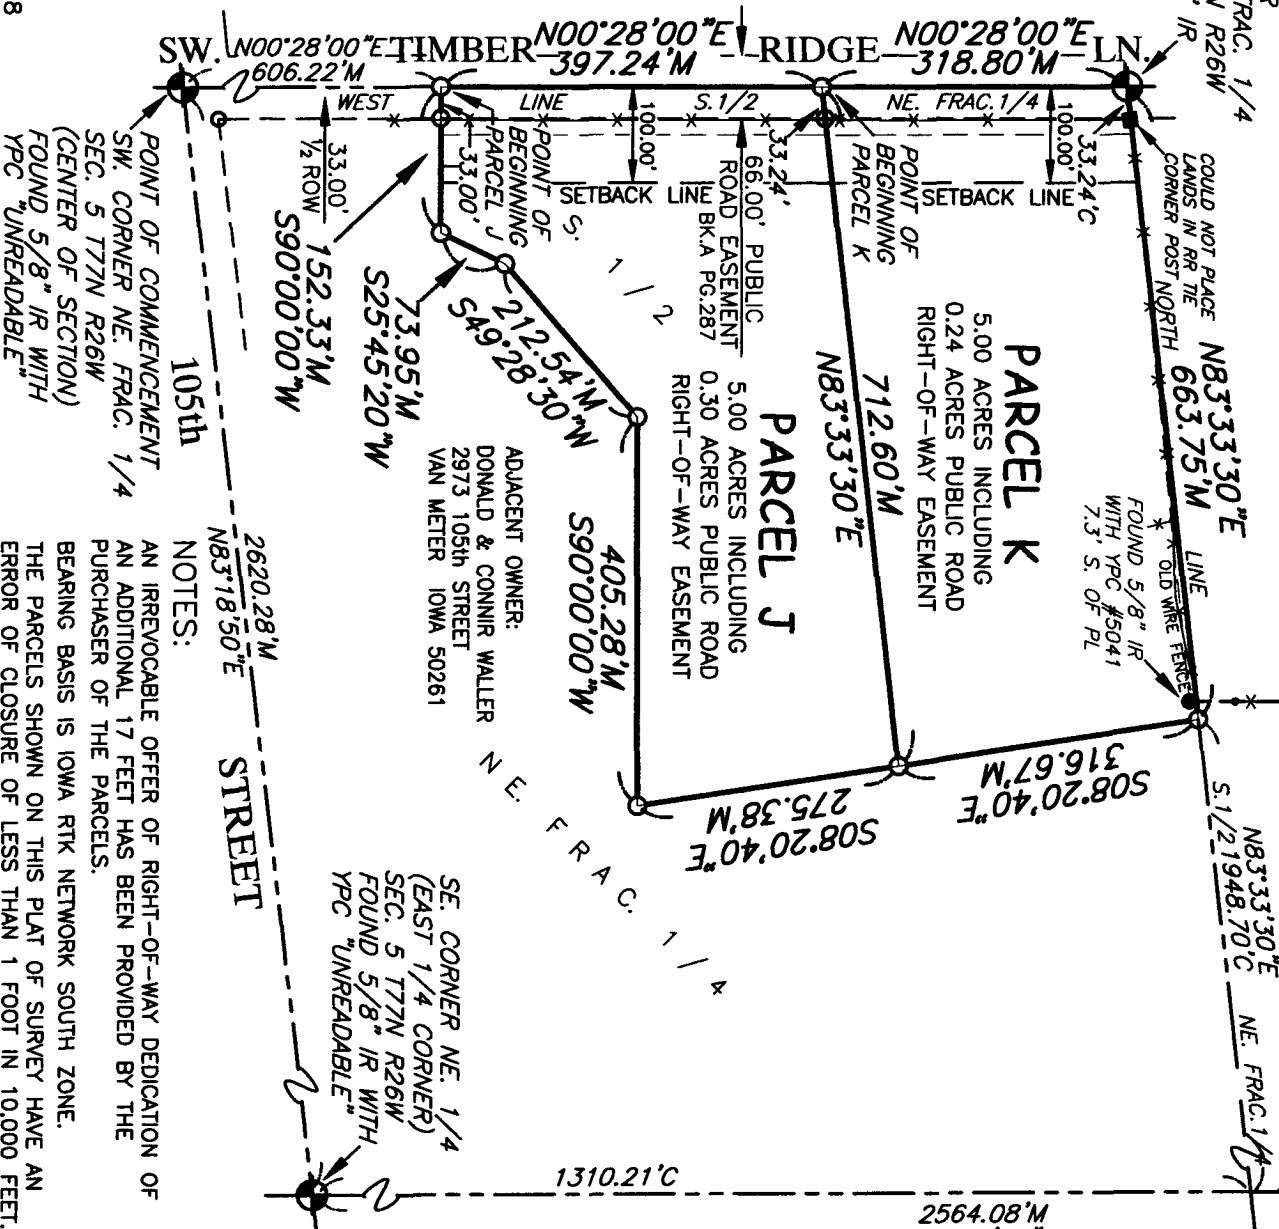 8
R
TRAC. 1/4
N R26W
IR
SW. TIMBER RIDGE LN.
N00°28'00"E
606.22'M
N00°28'00"E
397.24'M
N00°28'00"E
318.80'M
WEST LINE S.1/2 NE. FRAC.1/4
100.00'
100.00'
33.00'
1/2 ROW
33.00'
33.24'
33.24'C
POINT OF
BEGINNING
PARCEL J
POINT OF
BEGINNING
PARCEL K
SETBACK LINE
SETBACK LINE
66.00' PUBLIC
ROAD EASEMENT
BK.A PG.287
COULD NOT PLACE
LANDS IN RR TIE
CORNER POST
NORTH LINE S.1/2 NE. FRAC.1/4
N83°33'30"E
663.75'M
OLD WIRE FENCE
FOUND 5/8" IR
WITH YPC #5041
7.3' S. OF PL
PARCEL K
5.00 ACRES INCLUDING
0.24 ACRES PUBLIC ROAD
RIGHT-OF-WAY EASEMENT
712.60'M
N83°33'30"E
PARCEL J
5.00 ACRES INCLUDING
0.30 ACRES PUBLIC ROAD
RIGHT-OF-WAY EASEMENT
S. 1/2
N E. F R A C. 1/4
152.33'M
S90°00'00"W
73.95'M
S25°45'20"W
212.54'M
S49°28'30"W
405.28'M
S90°00'00"W
S08°20'40"E
275.38'M
S08°20'40"E
316.67'M
N83°33'30"E
1948.70'C
ADJACENT OWNER:
DONALD & CONNIR WALLER
2973 105th STREET
VAN METER IOWA 50261
POINT OF COMMENCEMENT
SW. CORNER NE. FRAC. 1/4
SEC. 5 T77N R26W
(CENTER OF SECTION)
FOUND 5/8" IR WITH
YPC "UNREADABLE"
105th STREET
2620.28'M
N83°18'50"E
SE. CORNER NE. 1/4
(EAST 1/4 CORNER)
SEC. 5 T77N R26W
FOUND 5/8" IR WITH
YPC "UNREADABLE"
1310.21'C
2564.08'M
NOTES:
AN IRREVOCABLE OFFER OF RIGHT-OF-WAY DEDICATION OF
AN ADDITIONAL 17 FEET HAS BEEN PROVIDED BY THE
PURCHASER OF THE PARCELS.
BEARING BASIS IS IOWA RTK NETWORK SOUTH ZONE.
THE PARCELS SHOWN ON THIS PLAT OF SURVEY HAVE AN
ERROR OF CLOSURE OF LESS THAN 1 FOOT IN 10,000 FEET.